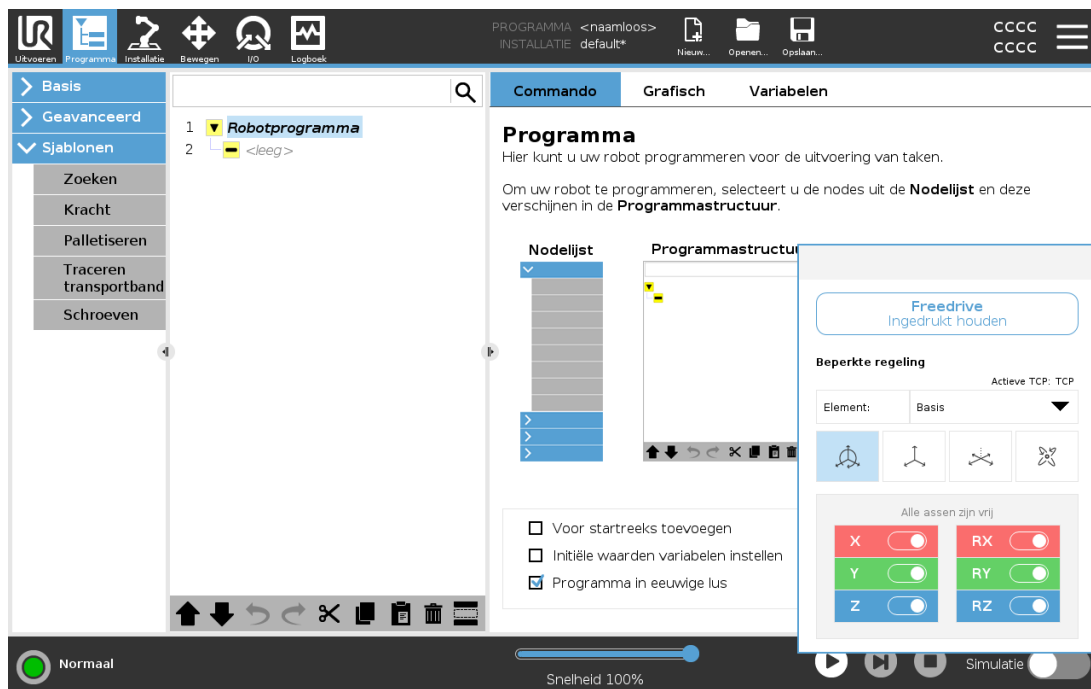 UR
Uitvoeren Programma Installatie Bewegen I/O Logboek
PROGRAMMA <naamloos>
INSTALLATIE default*
Nieuw... Openen... Opslaan...
CCCC
CCCC
Basis
Geavanceerd
Sjablonen
Zoeken
Kracht
Palletiseren
Traceren
transportband
Schroeven
1 Robotprogramma
2 <leeg>
Commando Grafisch Variabelen
Programma
Hier kunt u uw robot programmeren voor de uitvoering van taken.
Om uw robot te programmeren, selecteert u de nodes uit de Nodelijst en deze
verschijnen in de Programmastructuur.
Nodelijst Programmastructuu
Voor startreeks toevoegen
Initiële waarden variabelen instellen
Programma in eeuwige lus
Freedrive
Ingedrukt houden
Beperkte regeling
Actieve TCP: TCP
Element: Basis
Alle assen zijn vrij
X RX
Y RY
Z RZ
Normaal
Snelheid 100%
Simulatie